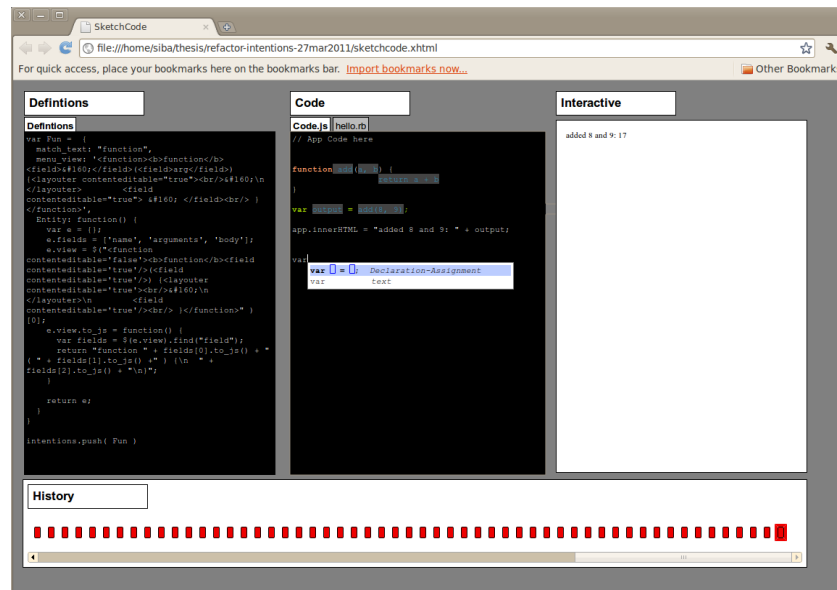 SketchCode
file:///home/siba/thesis/refactor-intentions-27mar2011/sketchcode.xhtml
For quick access, place your bookmarks here on the bookmarks bar. Import bookmarks now...
Other Bookmark
Defintions
Defintions
var Fun =  {
  match_text: "function",
  menu_view: '<function><b>function</b>
<field>&#160;</field>(<field>arg</field>)
{<layouter contenteditable="true"><br/>&#160;\n
</layouter>       <field
contenteditable="true"> &#160; </field><br/> }
</function>',
  Entity: function() {
    var e = {};
    e.fields = ['name', 'arguments', 'body'];
    e.view = $("<function
contenteditable='false'><b>function</b><field
contenteditable='true'/>(<field
contenteditable='true'/>) {<layouter
contenteditable='true'><br/>&#160;\n
</layouter>\n       <field
contenteditable='true'/><br/> }</function>" )
[0];
    e.view.to_js = function() {
      var fields = $(e.view).find("field");
      return "function " + fields[0].to_js() + "
( " + fields[1].to_js() +" ) {\n  " +
fields[2].to_js() + "\n}";
    }

    return e;
  }
}

intentions.push( Fun )
Code
Code.js hello.rb
// App Code here
function add(a, b) {
return a + b
}
var output = add(8, 9);
app.innerHTML = "added 8 and 9: " + output;
var
var = ; Declaration-Assignment
var text
Interactive
added 8 and 9: 17
History